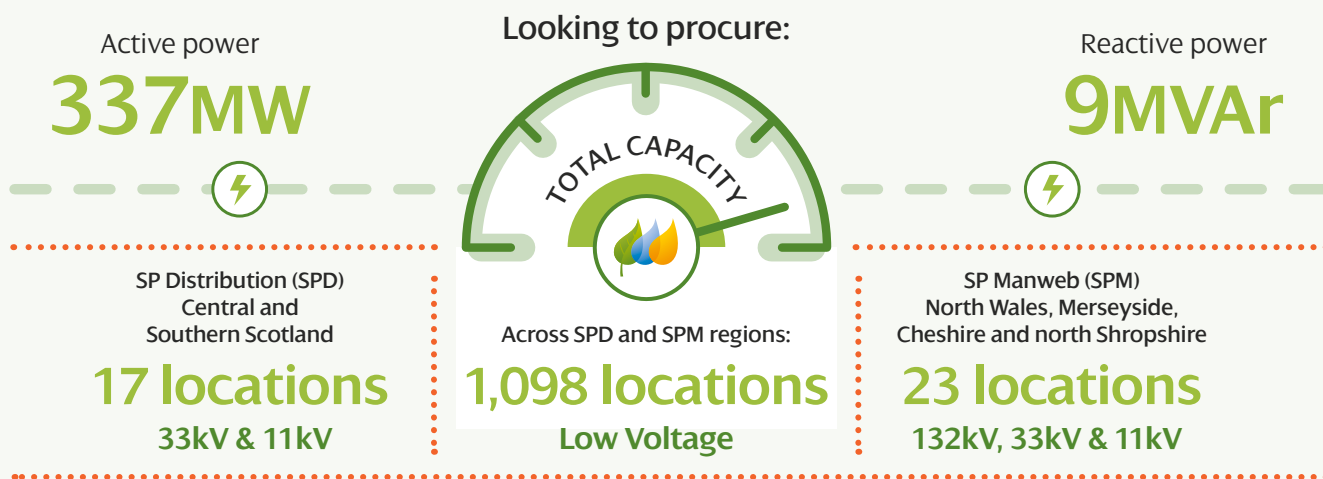 Looking to procure:
Active power
337MW
Reactive power
9MVAr
TOTAL CAPACITY
SP Distribution (SPD)
Central and
Southern Scotland
17 locations
33kV & 11kV
Across SPD and SPM regions:
1,098 locations
Low Voltage
SP Manweb (SPM)
North Wales, Merseyside,
Cheshire and north Shropshire
23 locations
132kV, 33kV & 11kV